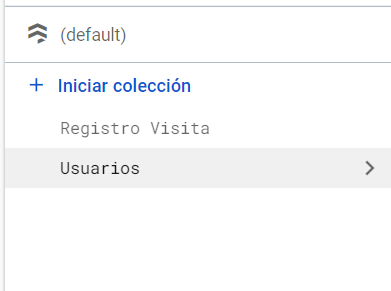 (default)
Iniciar colección
Registro Visita
Usuarios